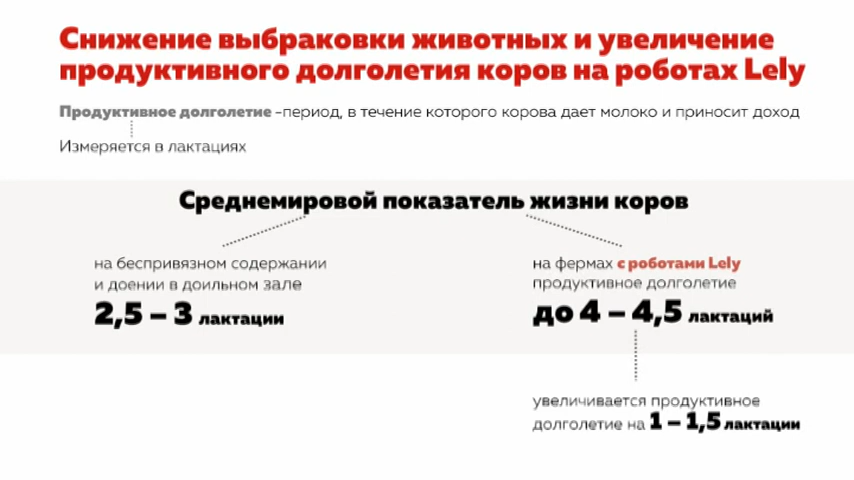 Снижение выбраковки животных и увеличение
продуктивного долголетия коров на роботах Lely
Продуктивное долголетие -период, в течение которого корова дает молоко и приносит доход
Измеряется в лактациях
Среднемировой показатель жизни коров
на беспривязном содержании
и доении в доильном зале
2,5 – 3 лактации
на фермах с роботами Lely
продуктивное долголетие
до 4 – 4,5 лактаций
увеличивается продуктивное
долголетие на 1 – 1,5 лактации